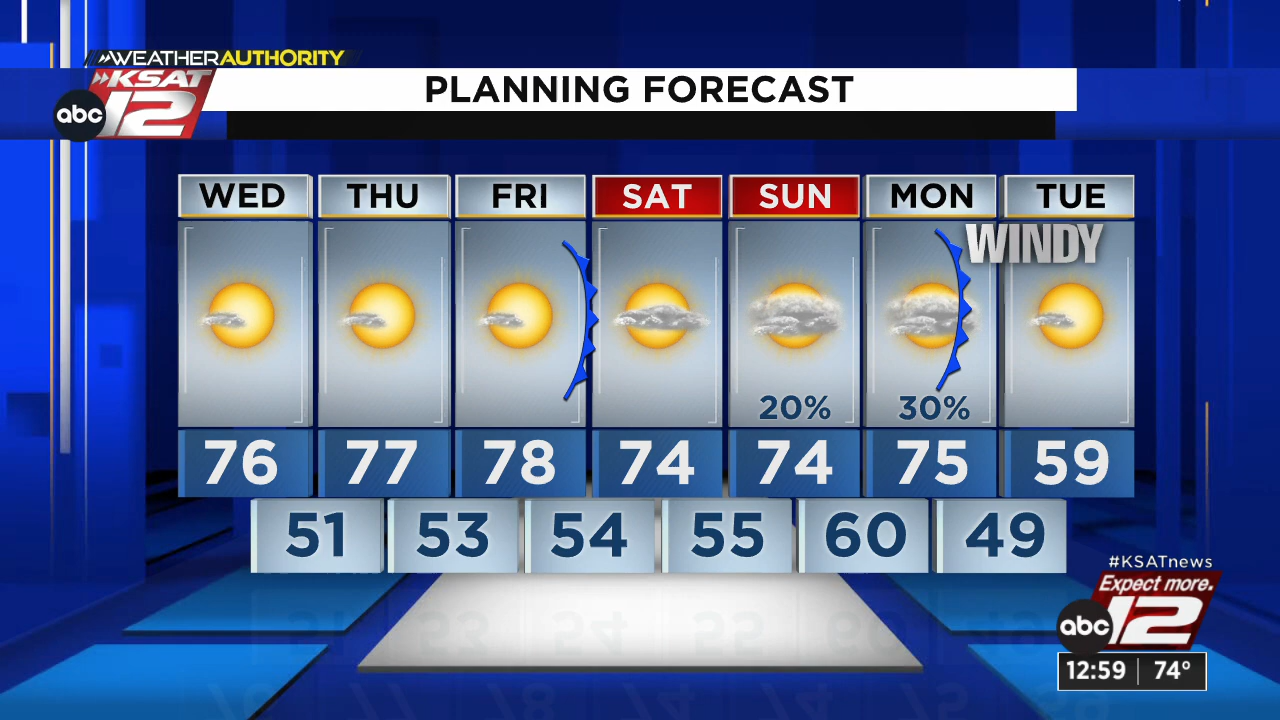 WEATHERAUTHORITY
KSAT
abc 12
PLANNING FORECAST
WED THU FRI SAT SUN MON TUE
WINDY
20% 30%
76 77 78 74 74 75 59
51 53 54 55 60 49
#KSATnews
Expect more.
abc 12
12:59 74°